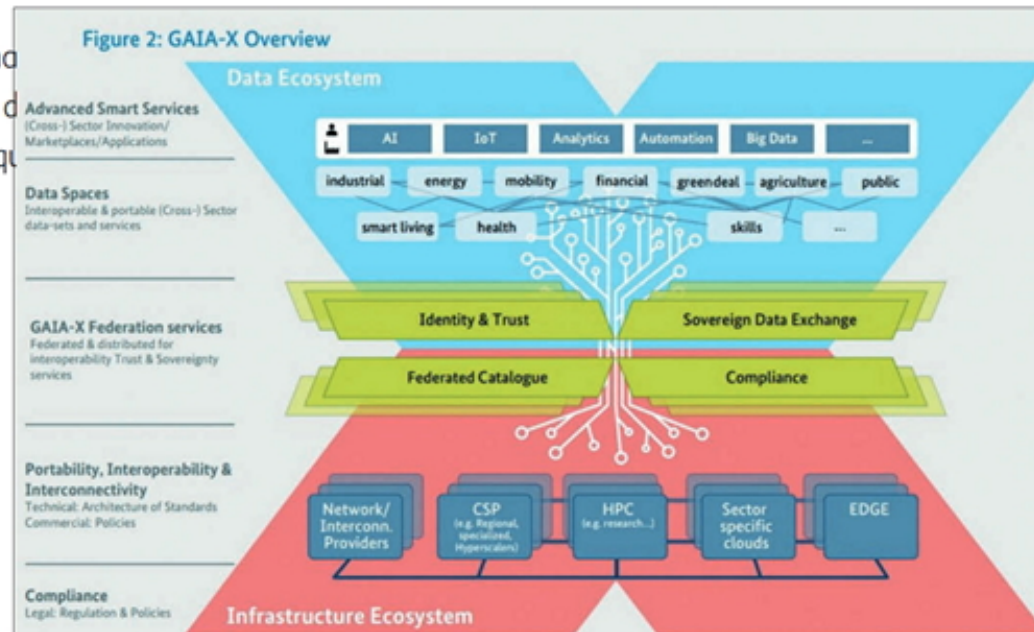 Figure 2: GAIA-X Overview
Data Ecosystem
Advanced Smart Services
(Cross-) Sector Innovation/
Marketplaces/Applications
AI IoT Analytics Automation Big Data ...
Data Spaces
Interoperable & portable (Cross-) Sector
data-sets and services
industrial energy mobility financial greendeal agriculture public
smart living health skills ...
GAIA-X Federation services
Federated & distributed for
interoperability Trust & Sovereignty
services
Identity & Trust Sovereign Data Exchange
Federated Catalogue Compliance
Portability, Interoperability &
Interconnectivity
Technical: Architecture of Standards
Commercial: Policies
Network/
Interconn.
Providers
CSP
(e.g. Regional,
specialized,
Hyperscalers)
HPC
(e.g. research...)
Sector
specific
clouds
EDGE
Compliance
Legal: Regulation & Policies
Infrastructure Ecosystem